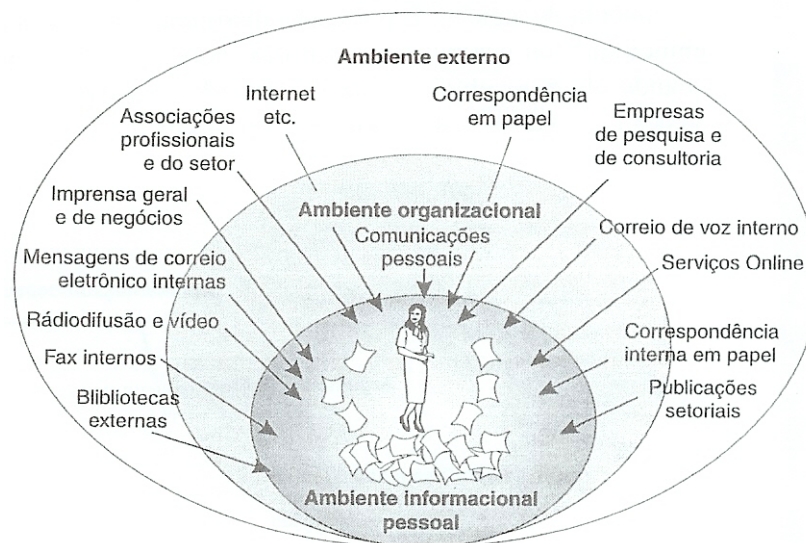 Ambiente externo
Internet
etc.
Correspondência
em papel
Associações
profissionais
e do setor
Empresas
de pesquisa e
de consultoria
Imprensa geral
e de negócios
Ambiente organizacional
Comunicações
pessoais
Correio de voz interno
Mensagens de correio
eletrônico internas
Serviços Online
Rádiodifusão e vídeo
Fax internos
Correspondência
interna em papel
Blibliotecas
externas
Publicações
setoriais
Ambiente informacional
pessoal